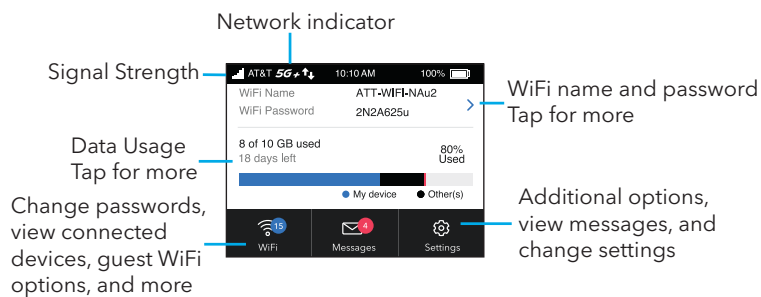 Network indicator
Signal Strength
AT&T 5G+ 10:10 AM 100%
WiFi Name ATT-WIFI-NAu2
WiFi Password 2N2A625u
WiFi name and password
Tap for more
Data Usage
Tap for more
8 of 10 GB used
18 days left
80%
Used
My device Other(s)
Change passwords,
view connected
devices, guest WiFi
options, and more
15
WiFi
4
Messages
Settings
Additional options,
view messages, and
change settings